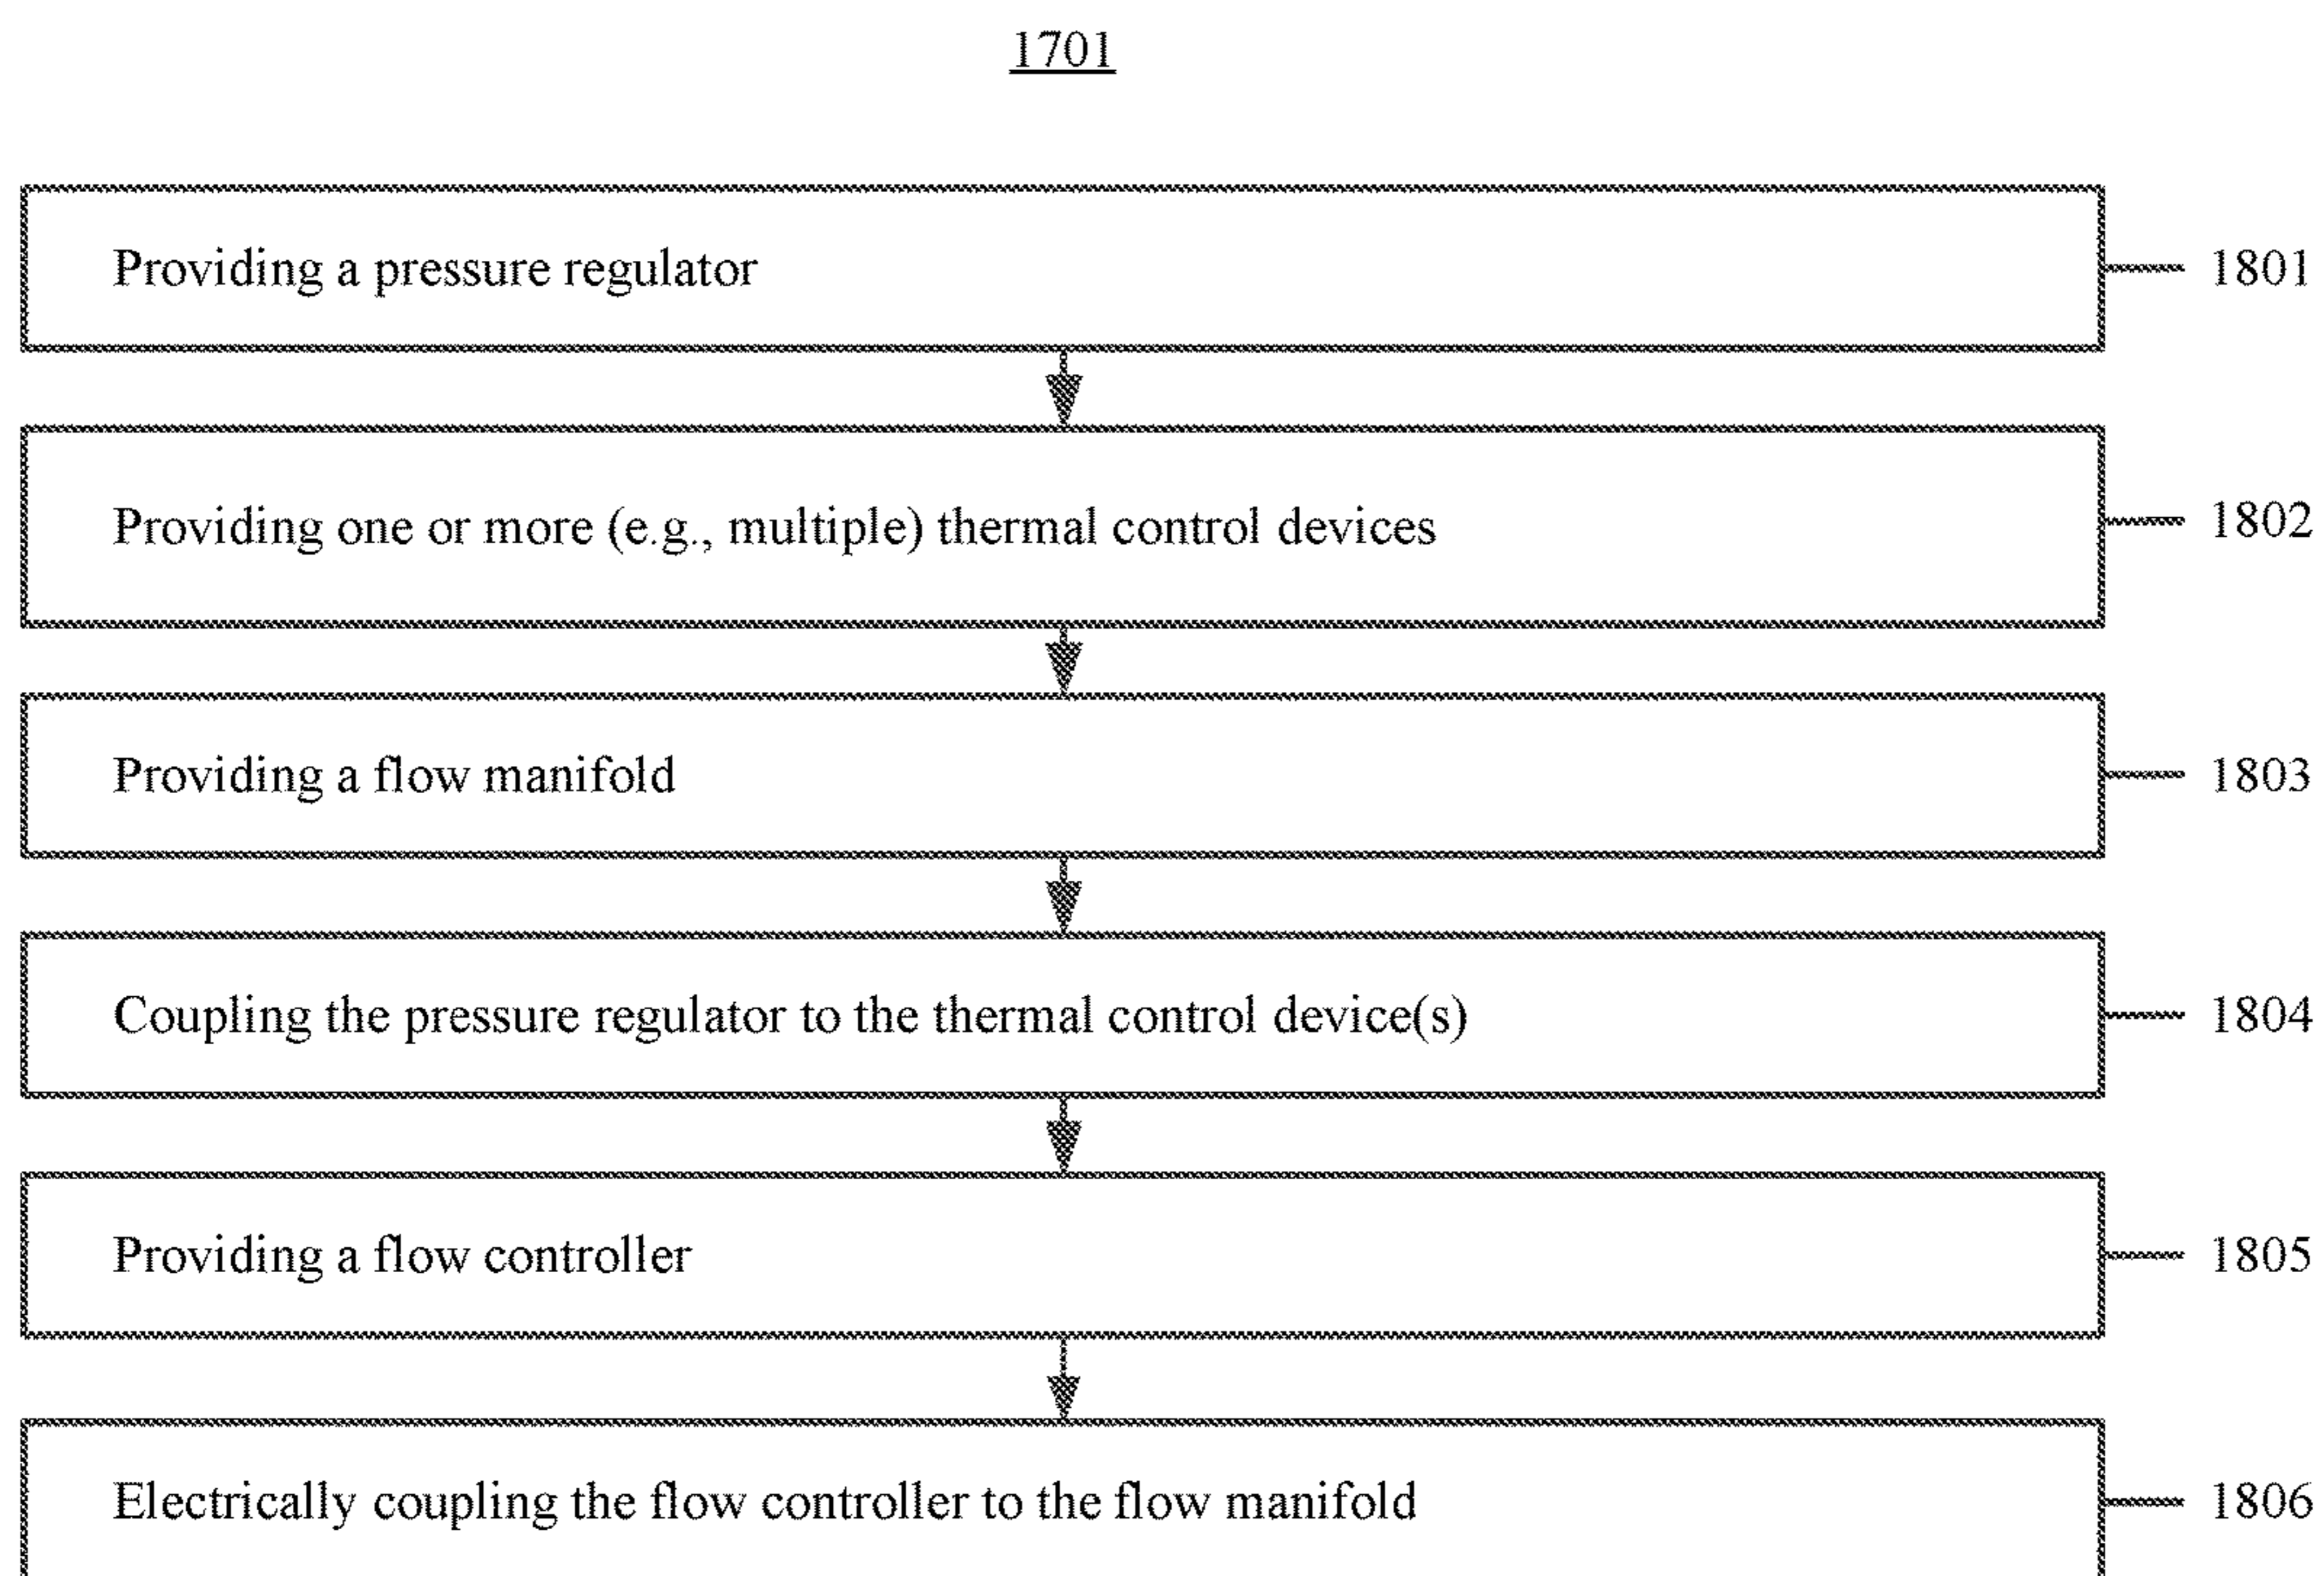 1701
Providing a pressure regulator
1801
Providing one or more (e.g., multiple) thermal control devices
1802
Providing a flow manifold
1803
Coupling the pressure regulator to the thermal control device(s)
1804
Providing a flow controller
1805
Electrically coupling the flow controller to the flow manifold
1806